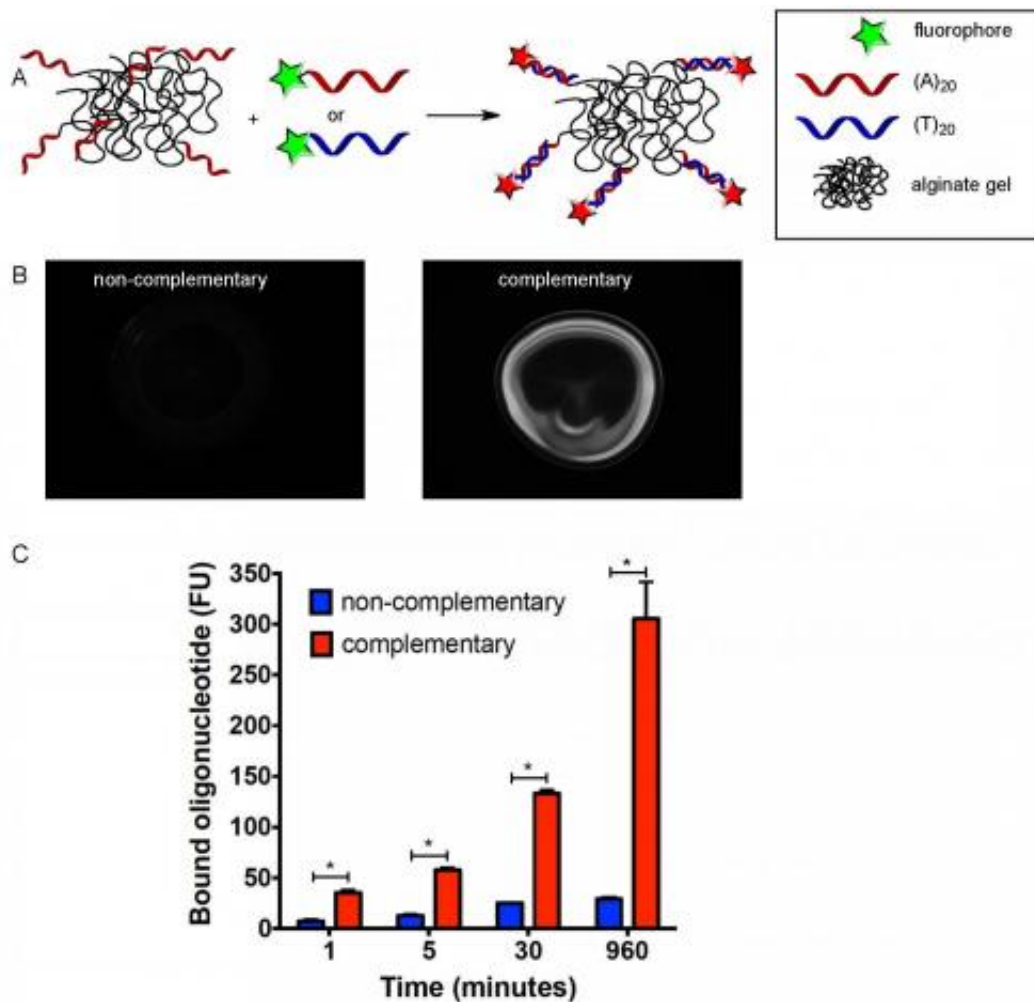 A
+
or
fluorophore
(A)20
(T)20
alginate gel
B
non-complementary
complementary
C
Bound oligonucleotide (FU)
350
300
250
200
150
100
50
0
non-complementary
complementary
*
*
*
*
1 5 30 960
Time (minutes)